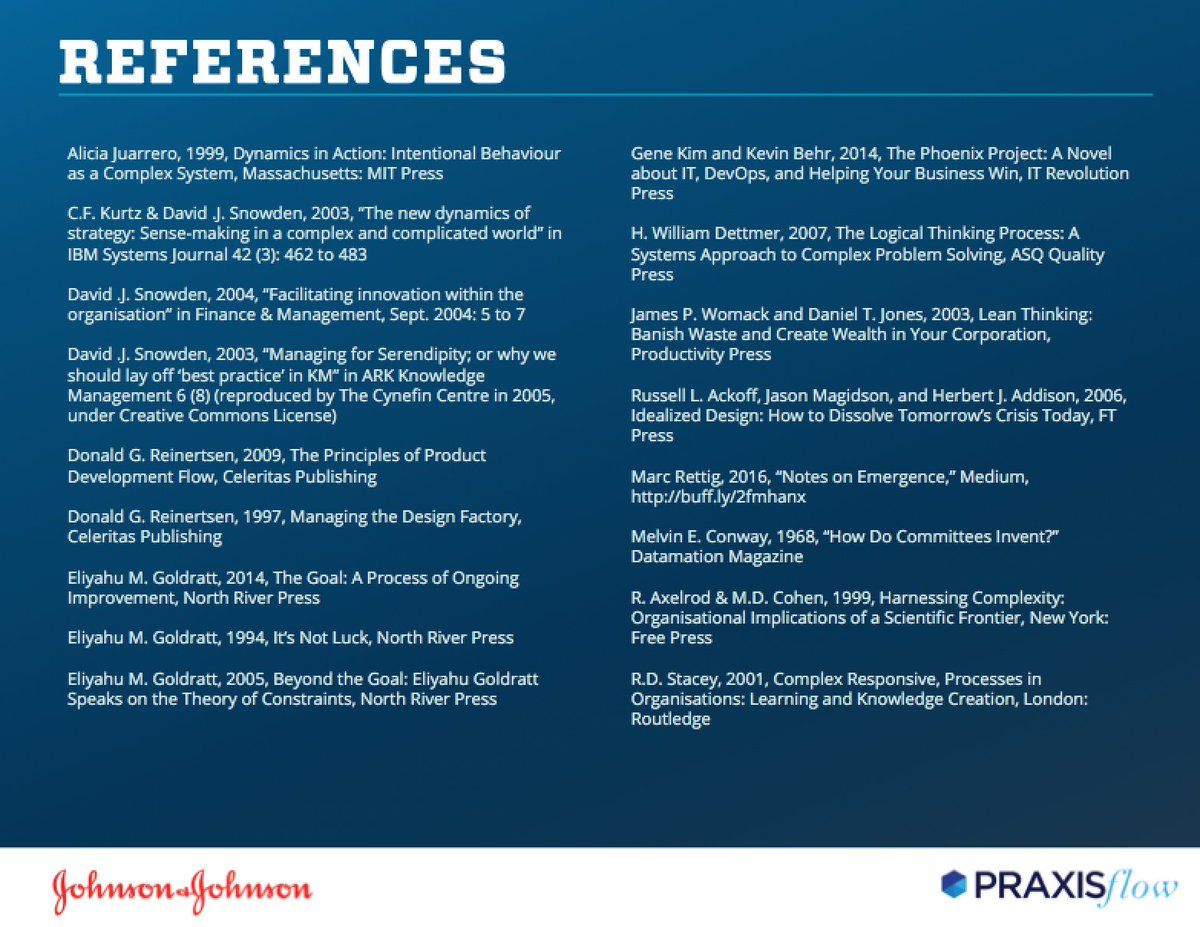 REFERENCES
Alicia Juarrero, 1999, Dynamics in Action: Intentional Behaviour
as a Complex System, Massachusetts: MIT Press
C.F. Kurtz & David .J. Snowden, 2003, “The new dynamics of
strategy: Sense-making in a complex and complicated world” in
IBM Systems Journal 42 (3): 462 to 483
David .J. Snowden, 2004, “Facilitating innovation within the
organisation” in Finance & Management, Sept. 2004: 5 to 7
David .J. Snowden, 2003, “Managing for Serendipity; or why we
should lay off ‘best practice’ in KM” in ARK Knowledge
Management 6 (8) (reproduced by The Cynefin Centre in 2005,
under Creative Commons License)
Donald G. Reinertsen, 2009, The Principles of Product
Development Flow, Celeritas Publishing
Donald G. Reinertsen, 1997, Managing the Design Factory,
Celeritas Publishing
Eliyahu M. Goldratt, 2014, The Goal: A Process of Ongoing
Improvement, North River Press
Eliyahu M. Goldratt, 1994, It’s Not Luck, North River Press
Eliyahu M. Goldratt, 2005, Beyond the Goal: Eliyahu Goldratt
Speaks on the Theory of Constraints, North River Press
Gene Kim and Kevin Behr, 2014, The Phoenix Project: A Novel
about IT, DevOps, and Helping Your Business Win, IT Revolution
Press
H. William Dettmer, 2007, The Logical Thinking Process: A
Systems Approach to Complex Problem Solving, ASQ Quality
Press
James P. Womack and Daniel T. Jones, 2003, Lean Thinking:
Banish Waste and Create Wealth in Your Corporation,
Productivity Press
Russell L. Ackoff, Jason Magidson, and Herbert J. Addison, 2006,
Idealized Design: How to Dissolve Tomorrow’s Crisis Today, FT
Press
Marc Rettig, 2016, “Notes on Emergence,” Medium,
http://buff.ly/2fmhanx
Melvin E. Conway, 1968, “How Do Committees Invent?”
Datamation Magazine
R. Axelrod & M.D. Cohen, 1999, Harnessing Complexity:
Organisational Implications of a Scientific Frontier, New York:
Free Press
R.D. Stacey, 2001, Complex Responsive, Processes in
Organisations: Learning and Knowledge Creation, London:
Routledge
Johnson & Johnson
PRAXISflow